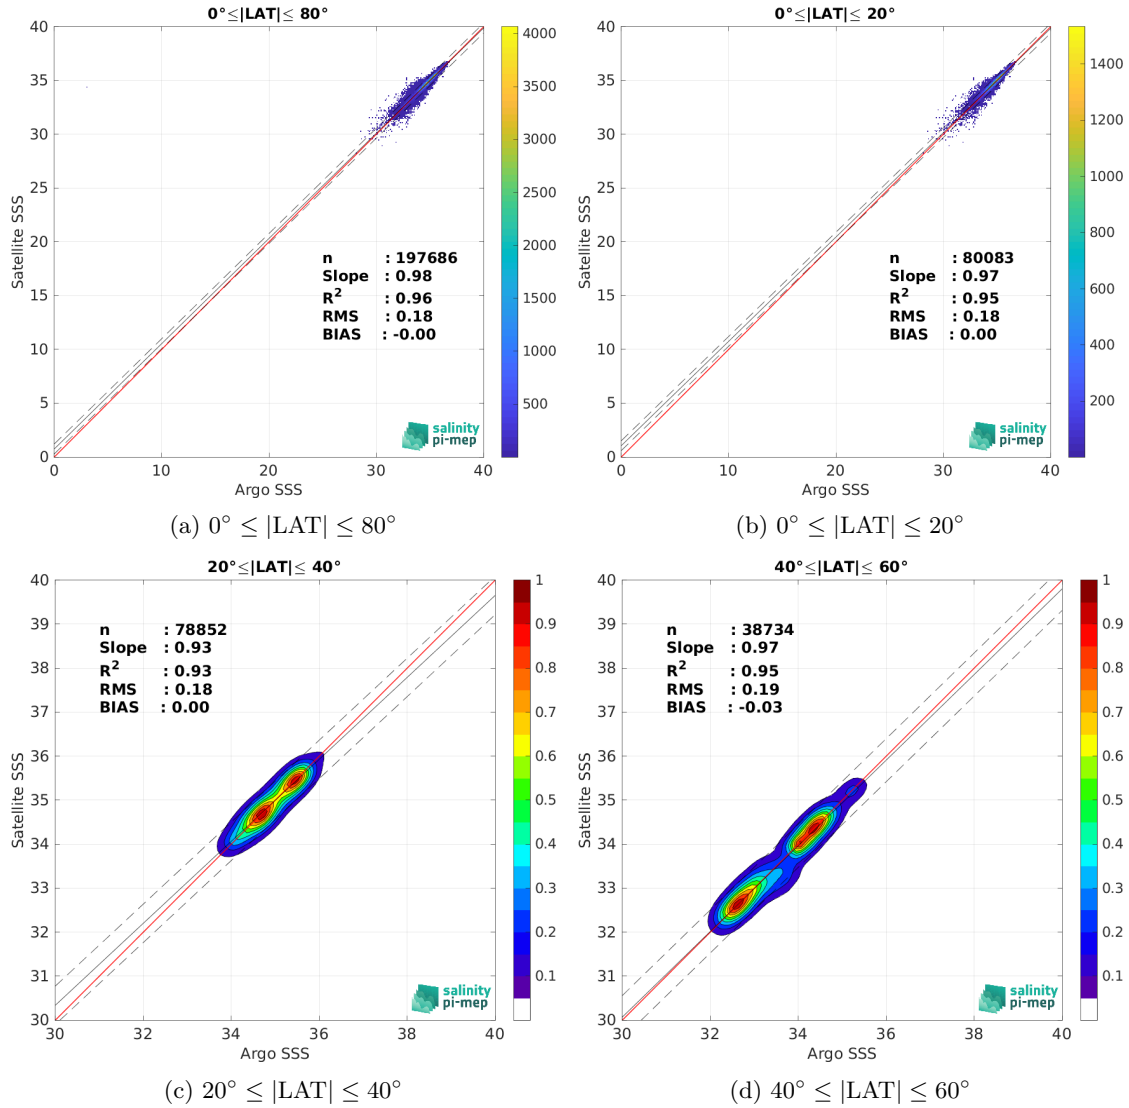 0°≤|LAT|≤ 80°
40
35
30
25
20
15
10
5
0
Satellite SSS
n : 197686
Slope : 0.98
R² : 0.96
RMS : 0.18
BIAS : -0.00
salinity
pi-mep
0 10 20 30 40
Argo SSS
4000
3500
3000
2500
2000
1500
1000
500
(a) 0° ≤ |LAT| ≤ 80°
0°≤|LAT|≤ 20°
40
35
30
25
20
15
10
5
0
Satellite SSS
n : 80083
Slope : 0.97
R² : 0.95
RMS : 0.18
BIAS : 0.00
salinity
pi-mep
0 10 20 30 40
Argo SSS
1400
1200
1000
800
600
400
200
(b) 0° ≤ |LAT| ≤ 20°
20°≤|LAT|≤ 40°
40
39
38
37
36
35
34
33
32
31
30
Satellite SSS
n : 78852
Slope : 0.93
R² : 0.93
RMS : 0.18
BIAS : 0.00
salinity
pi-mep
30 32 34 36 38 40
Argo SSS
1
0.9
0.8
0.7
0.6
0.5
0.4
0.3
0.2
0.1
(c) 20° ≤ |LAT| ≤ 40°
40°≤|LAT|≤ 60°
40
39
38
37
36
35
34
33
32
31
30
Satellite SSS
n : 38734
Slope : 0.97
R² : 0.95
RMS : 0.19
BIAS : -0.03
salinity
pi-mep
30 32 34 36 38 40
Argo SSS
1
0.9
0.8
0.7
0.6
0.5
0.4
0.3
0.2
0.1
(d) 40° ≤ |LAT| ≤ 60°